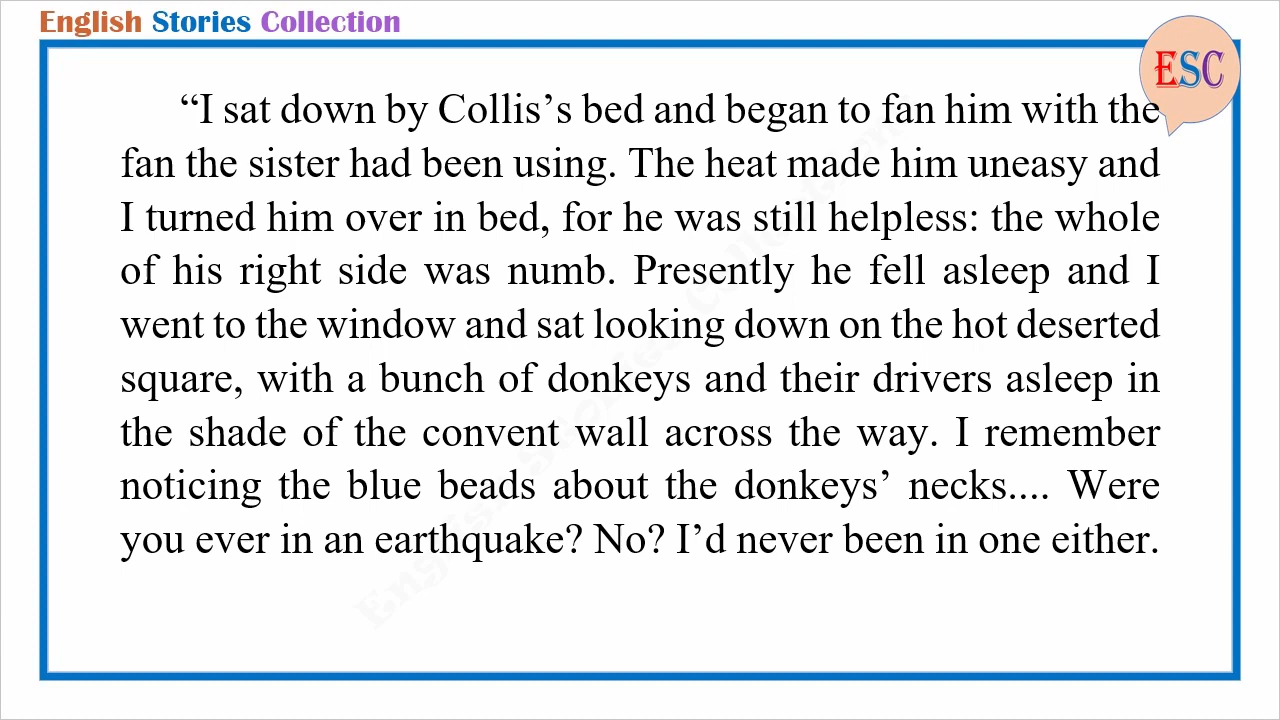 English Stories Collection
ESC
“I sat down by Collis’s bed and began to fan him with the
fan the sister had been using. The heat made him uneasy and
I turned him over in bed, for he was still helpless: the whole
of his right side was numb. Presently he fell asleep and I
went to the window and sat looking down on the hot deserted
square, with a bunch of donkeys and their drivers asleep in
the shade of the convent wall across the way. I remember
noticing the blue beads about the donkeys’ necks.... Were
you ever in an earthquake? No? I’d never been in one either.
English Stories Collection